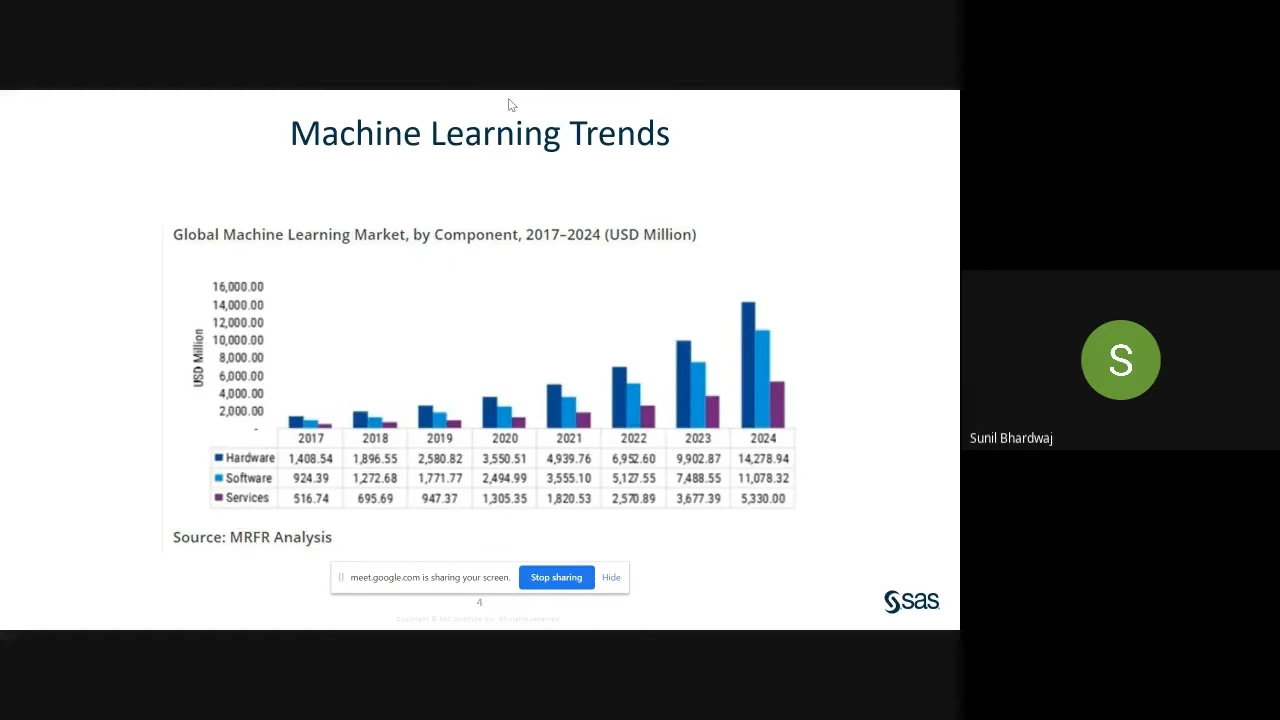 Machine Learning Trends
Global Machine Learning Market, by Component, 2017–2024 (USD Million)
16,000.00
14,000.00
12,000.00
10,000.00
8,000.00
6,000.00
4,000.00
2,000.00
-
USD Million
2017 2018 2019 2020 2021 2022 2023 2024
Hardware 1,408.54 1,896.55 2,580.82 3,550.51 4,939.76 6,952.60 9,902.87 14,278.94
Software 924.39 1,272.68 1,771.77 2,494.99 3,555.10 5,127.55 7,488.55 11,078.32
Services 516.74 695.69 947.37 1,305.35 1,820.53 2,570.89 3,677.39 5,330.00
Source: MRFR Analysis
meet.google.com is sharing your screen. Stop sharing Hide
4
Copyright © SAS Institute Inc. All rights reserved.
sas
S
Sunil Bhardwaj